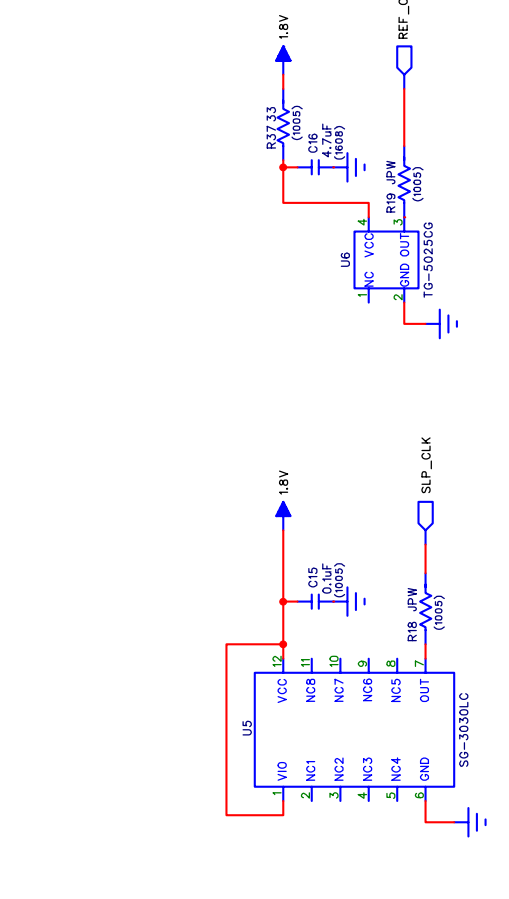 1.8V
REF_
R37 33
(1005)
C16
4.7uF
(1608)
R19 JPW
(1005)
4
3
VCC
OUT
U6
NC
GND
1
2
TG-5025CG
1.8V
SLP_CLK
C15
0.1uF
(1005)
R18 JPW
(1005)
12
11
10
9
8
7
VCC
NC8
NC7
NC6
NC5
OUT
U5
SG-3030LC
VIO
NC1
NC2
NC3
NC4
GND
1
2
3
4
5
6